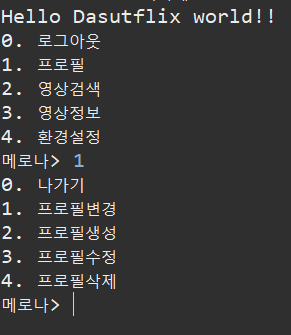 Hello Dasutflix world!!
0. 로그아웃
1. 프로필
2. 영상검색
3. 영상정보
4. 환경설정
메로나> 1
0. 나가기
1. 프로필변경
2. 프로필생성
3. 프로필수정
4. 프로필삭제
메로나>